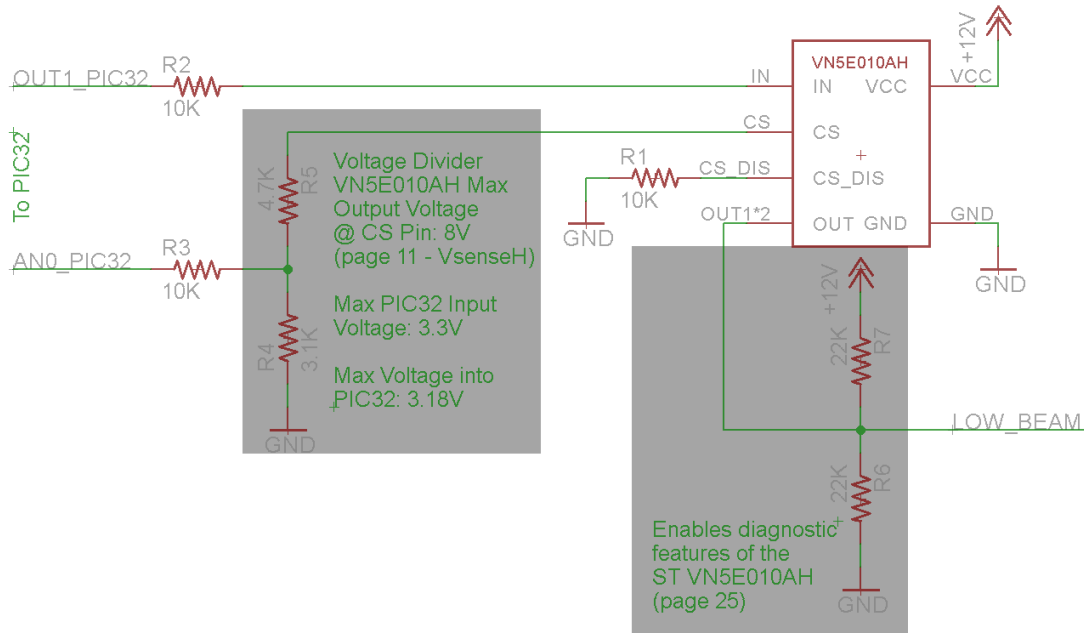 +12V
VN5E010AH
OUT1_PIC32
R2
10K
IN
IN
VCC
VCC
CS
CS
To PIC32
4.7K
R5
Voltage Divider
VN5E010AH Max
Output Voltage
@ CS Pin: 8V
(page 11 - VsenseH)
R1
10K
CS_DIS
CS_DIS
GND
OUT1*2
OUT
GND
GND
GND
AN0_PIC32
R3
10K
Max PIC32 Input
Voltage: 3.3V
R4
3.1K
Max Voltage into
PIC32: 3.18V
GND
+12V
22K
R7
LOW_BEAM
22K
R6
Enables diagnostic
features of the
ST VN5E010AH
(page 25)
GND